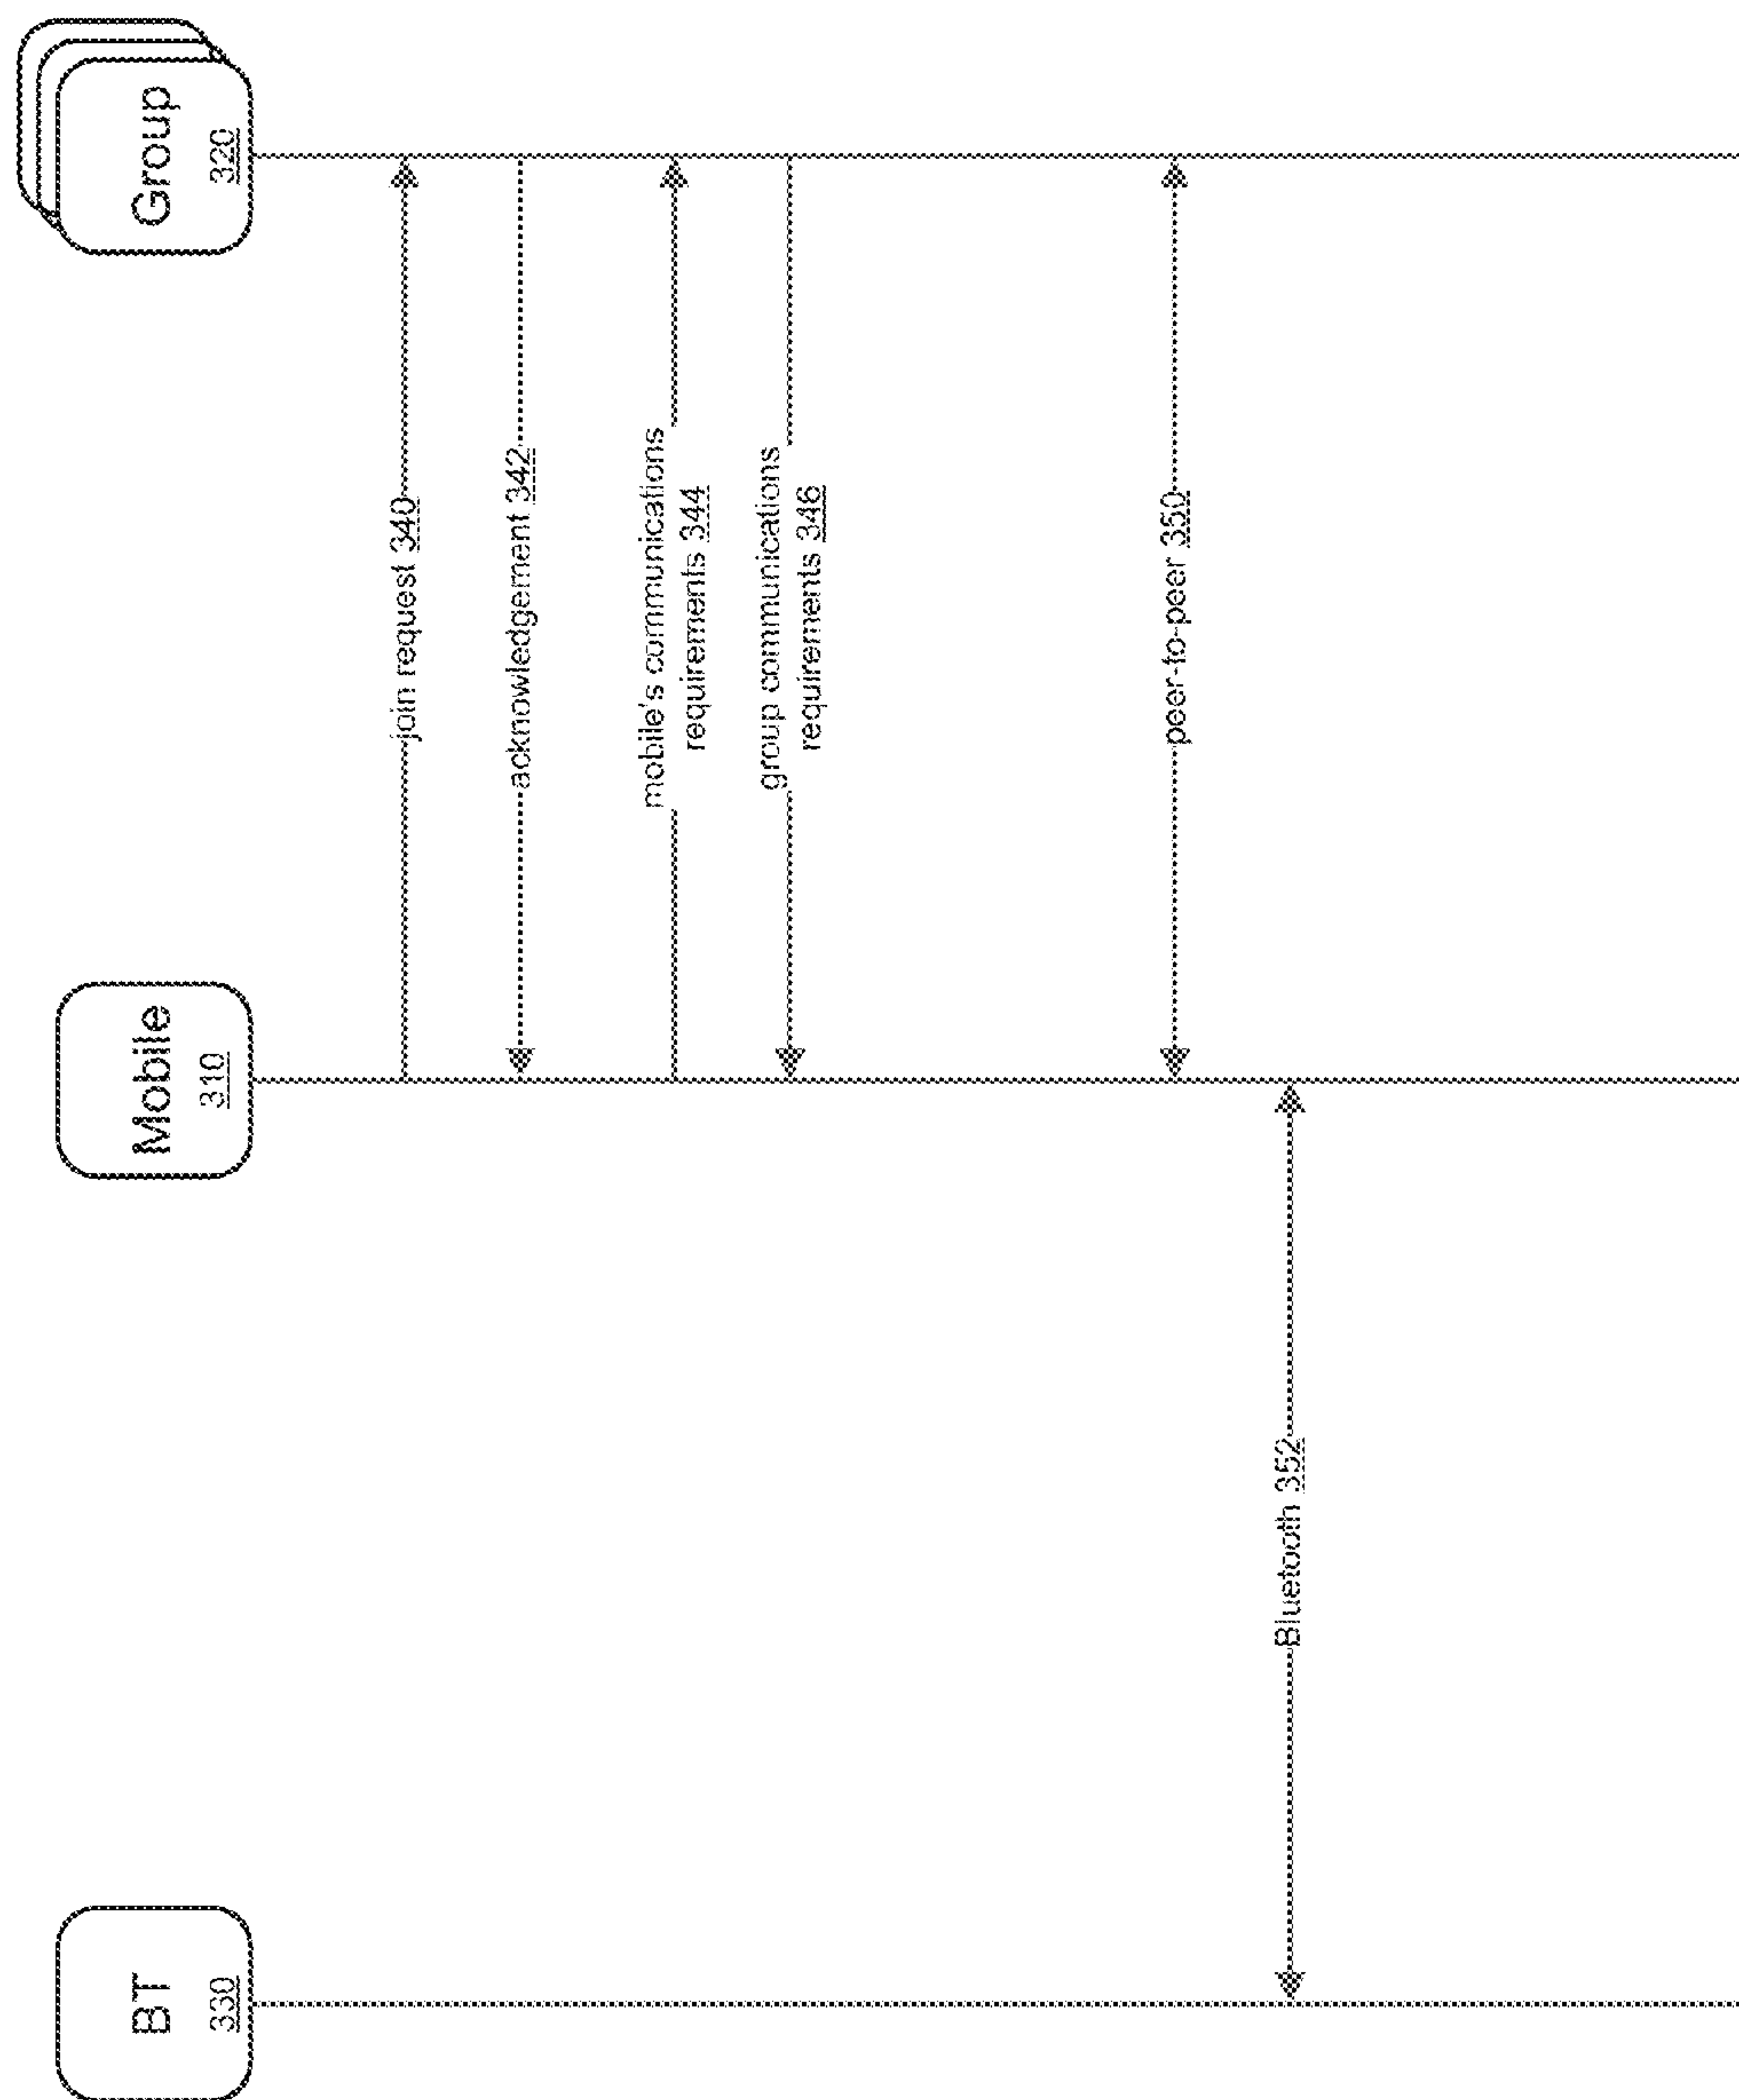 BT
330
Mobile
310
Group
320
join request 340
acknowledgement 342
mobile's communications
requirements 344
group communications
requirements 346
peer-to-peer 350
Bluetooth 352